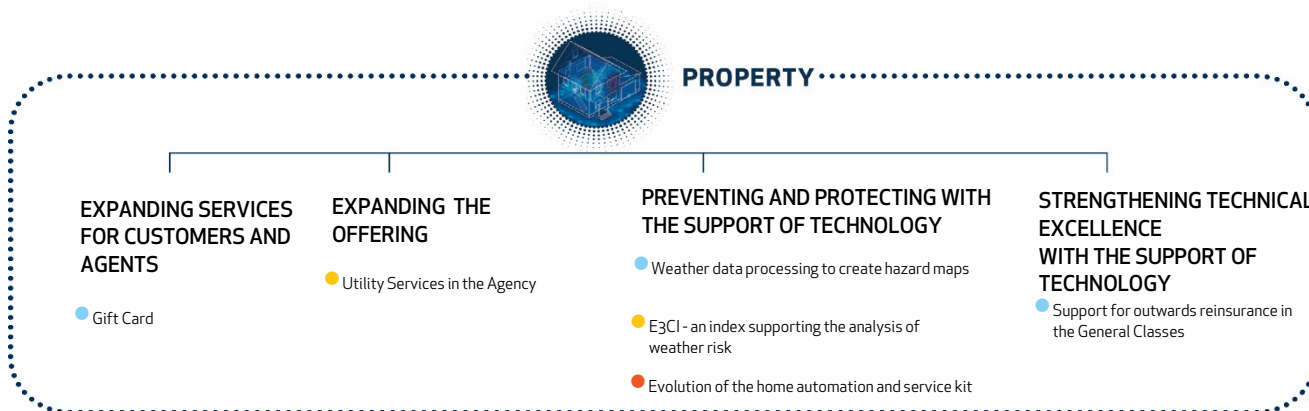 PROPERTY
EXPANDING SERVICES
FOR CUSTOMERS AND
AGENTS
Gift Card
EXPANDING THE
OFFERING
Utility Services in the Agency
PREVENTING AND PROTECTING WITH
THE SUPPORT OF TECHNOLOGY
Weather data processing to create hazard maps
E3CI - an index supporting the analysis of
weather risk
Evolution of the home automation and service kit
STRENGTHENING TECHNICAL
EXCELLENCE
WITH THE SUPPORT OF
TECHNOLOGY
Support for outwards reinsurance in
the General Classes